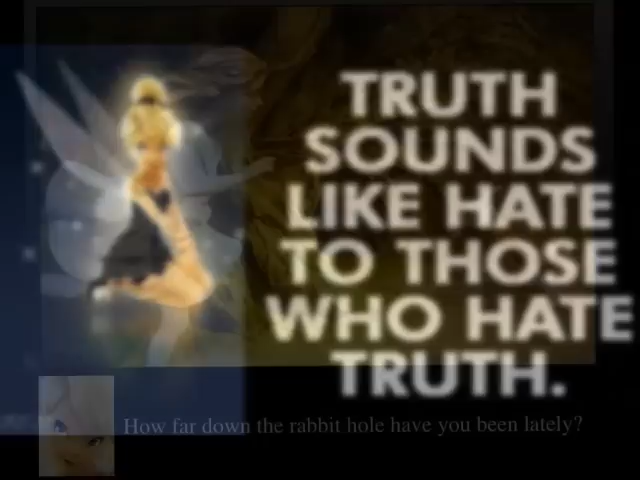 TRUTH
SOUNDS
LIKE HATE
TO THOSE
WHO HATE
TRUTH.
How far down the rabbit hole have you been lately?